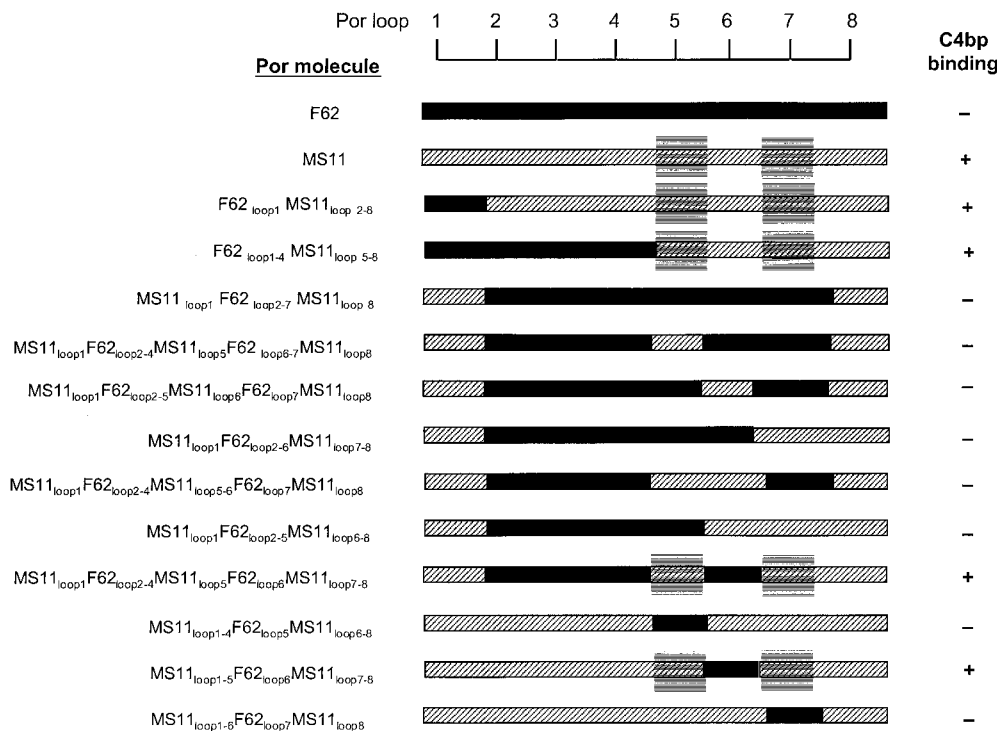 Por loop 1 2 3 4 5 6 7 8
C4bp binding
Por molecule
F62 –
MS11 +
F62 loop1 MS11loop 2-8 +
F62 loop1-4 MS11loop 5-8 +
MS11 loop1 F62 loop2-7 MS11loop 8 –
MS11loop1F62loop2-4MS11loop5F62 loop6-7MS11loop8 –
MS11loop1F62loop2-5MS11loop6F62loop7MS11loop8 –
MS11loop1F62loop2-6MS11loop7-8 –
MS11loop1F62loop2-4MS11loop5-6F62loop7MS11loop8 –
MS11loop1F62loop2-5MS11loop6-8 –
MS11loop1F62loop2-4MS11loop5F62loop6MS11loop7-8 +
MS11loop1-4F62loop5MS11loop6-8 –
MS11loop1-5F62loop6MS11loop7-8 +
MS11loop1-6F62loop7MS11loop8 –